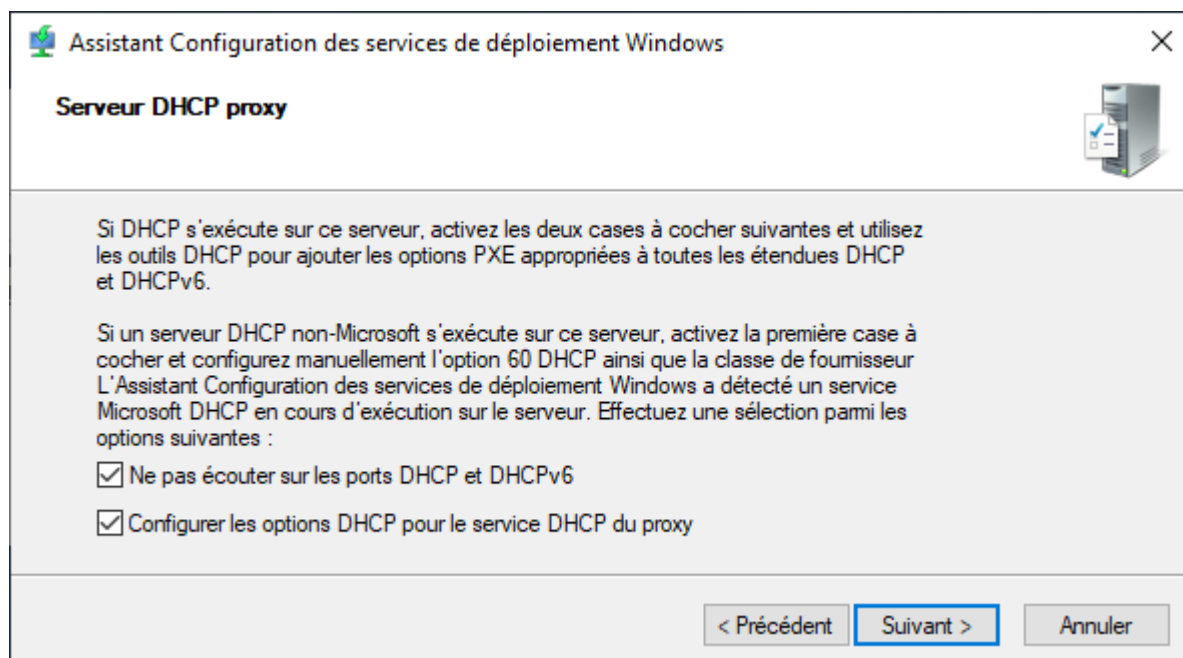 Assistant Configuration des services de déploiement Windows
Serveur DHCP proxy
Si DHCP s'exécute sur ce serveur, activez les deux cases à cocher suivantes et utilisez
les outils DHCP pour ajouter les options PXE appropriées à toutes les étendues DHCP
et DHCPv6.
Si un serveur DHCP non-Microsoft s'exécute sur ce serveur, activez la première case à
cocher et configurez manuellement l'option 60 DHCP ainsi que la classe de fournisseur
L'Assistant Configuration des services de déploiement Windows a détecté un service
Microsoft DHCP en cours d'exécution sur le serveur. Effectuez une sélection parmi les
options suivantes :
Ne pas écouter sur les ports DHCP et DHCPv6
Configurer les options DHCP pour le service DHCP du proxy
< Précédent
Suivant >
Annuler